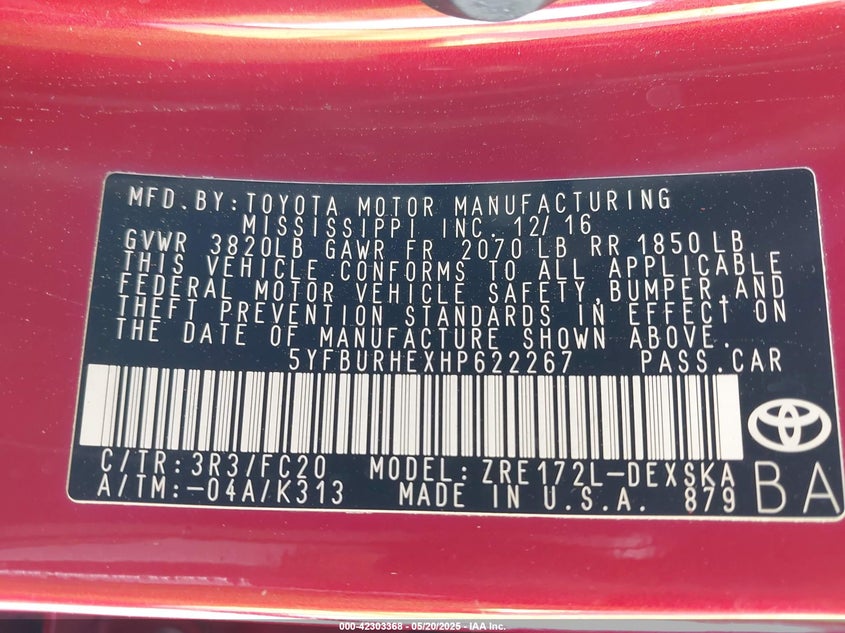 MFD.BY:TOYOTA MOTOR MANUFACTURING
MISSISSIPPI INC. 12/16
GVWR 3820LB GAWR FR 2070 LB RR 1850 LB
THIS VEHICLE CONFORMS TO ALL APPLICABLE
FEDERAL MOTOR VEHICLE SAFETY,BUMPER,AND
THEFT PREVENTION STANDARDS IN EFFECT ON
THE DATE OF MANUFACTURE SHOWN ABOVE.
5YFBURHEXHP622267 PASS.CAR
C/TR:3R3/FC20 MODEL:ZRE172L-DEXSKA
A/TM:-04A/K313 MADE IN U.S.A. 879
BA
000-42303368 - 05/20/2025 - IAA Inc.